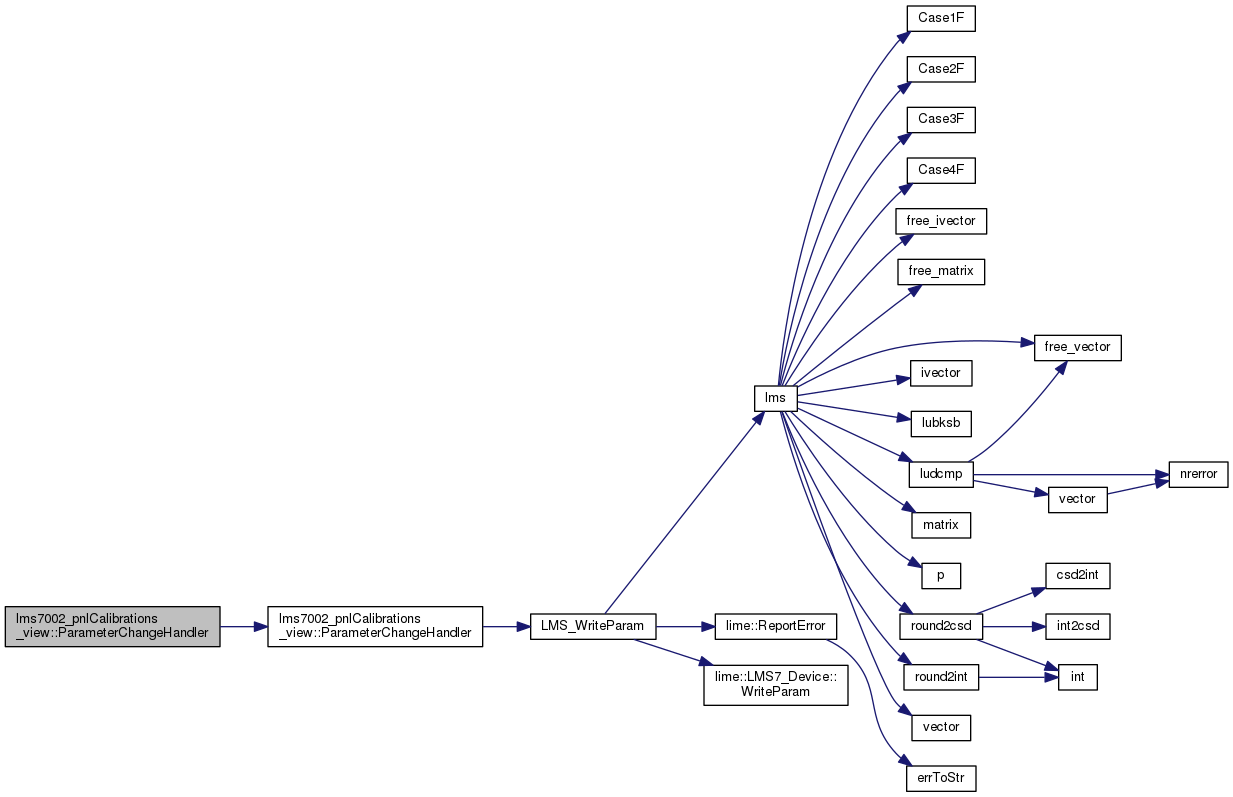 Case1F
Case2F
Case3F
Case4F
free_ivector
free_matrix
free_vector
ivector
lms
lubksb
ludcmp
nrerror
vector
matrix
p
csd2int
lms7002_pnlCalibrations
_view::ParameterChangeHandler
lms7002_pnlCalibrations
_view::ParameterChangeHandler
LMS_WriteParam
lime::ReportError
round2csd
int2csd
lime::LMS7_Device::
WriteParam
round2int
int
vector
errToStr